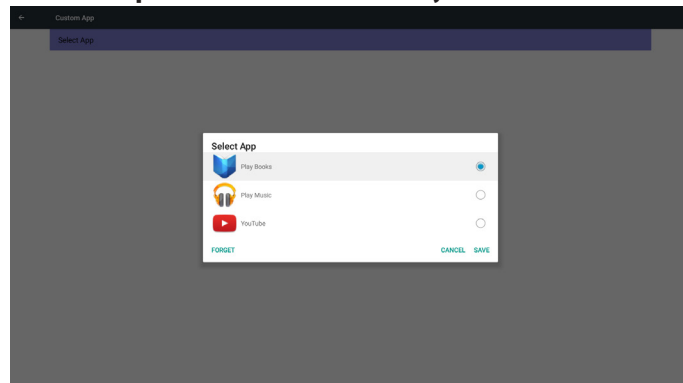 Custom App
Select App
Select App
Play Books
Play Music
YouTube
FORGET CANCEL SAVE